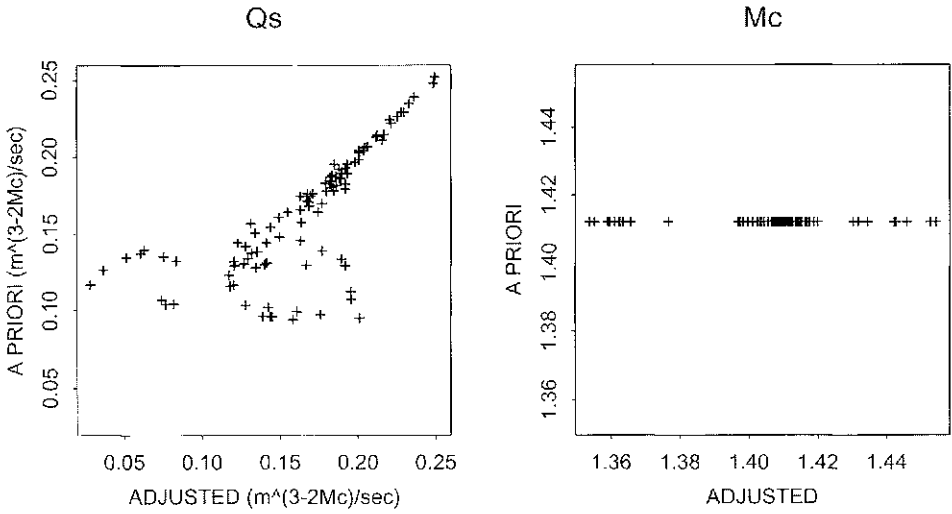 Qs
A PRIORI (m^(3-2Mc)/sec)
0.25
0.20
0.15
0.10
0.05
0.05 0.10 0.15 0.20 0.25
ADJUSTED (m^(3-2Mc)/sec)
Mc
A PRIORI
1.44
1.42
1.40
1.38
1.36
1.36 1.38 1.40 1.42 1.44
ADJUSTED